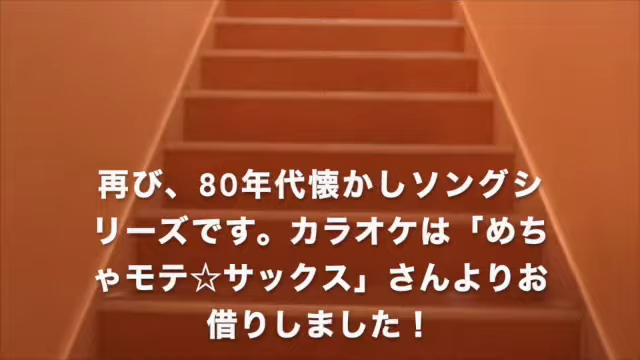 再び、80年代懐かしソングシ
リーズです。カラオケは「めち
ゃモテ☆サックス」さんよりお
借りしました！